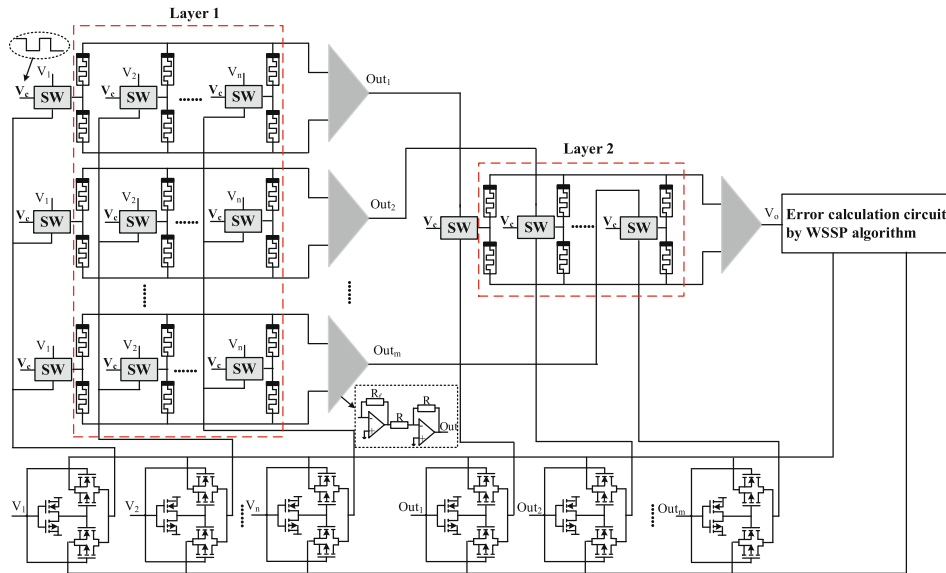 Layer 1
V1 V2 Vn
Vc SW Vc SW ...... Vc SW
Out1
V1 V2 Vn
Vc SW Vc SW ...... Vc SW
Out2
Layer 2
Vc SW Vc SW ...... SW
Vo
Error calculation circuit
by WSSP algorithm
V1 V2 Vn
Vc SW Vc SW ...... Vc SW
Outm
Rf R R
Out
V1 V2 Vn Out1 Out2 Outm